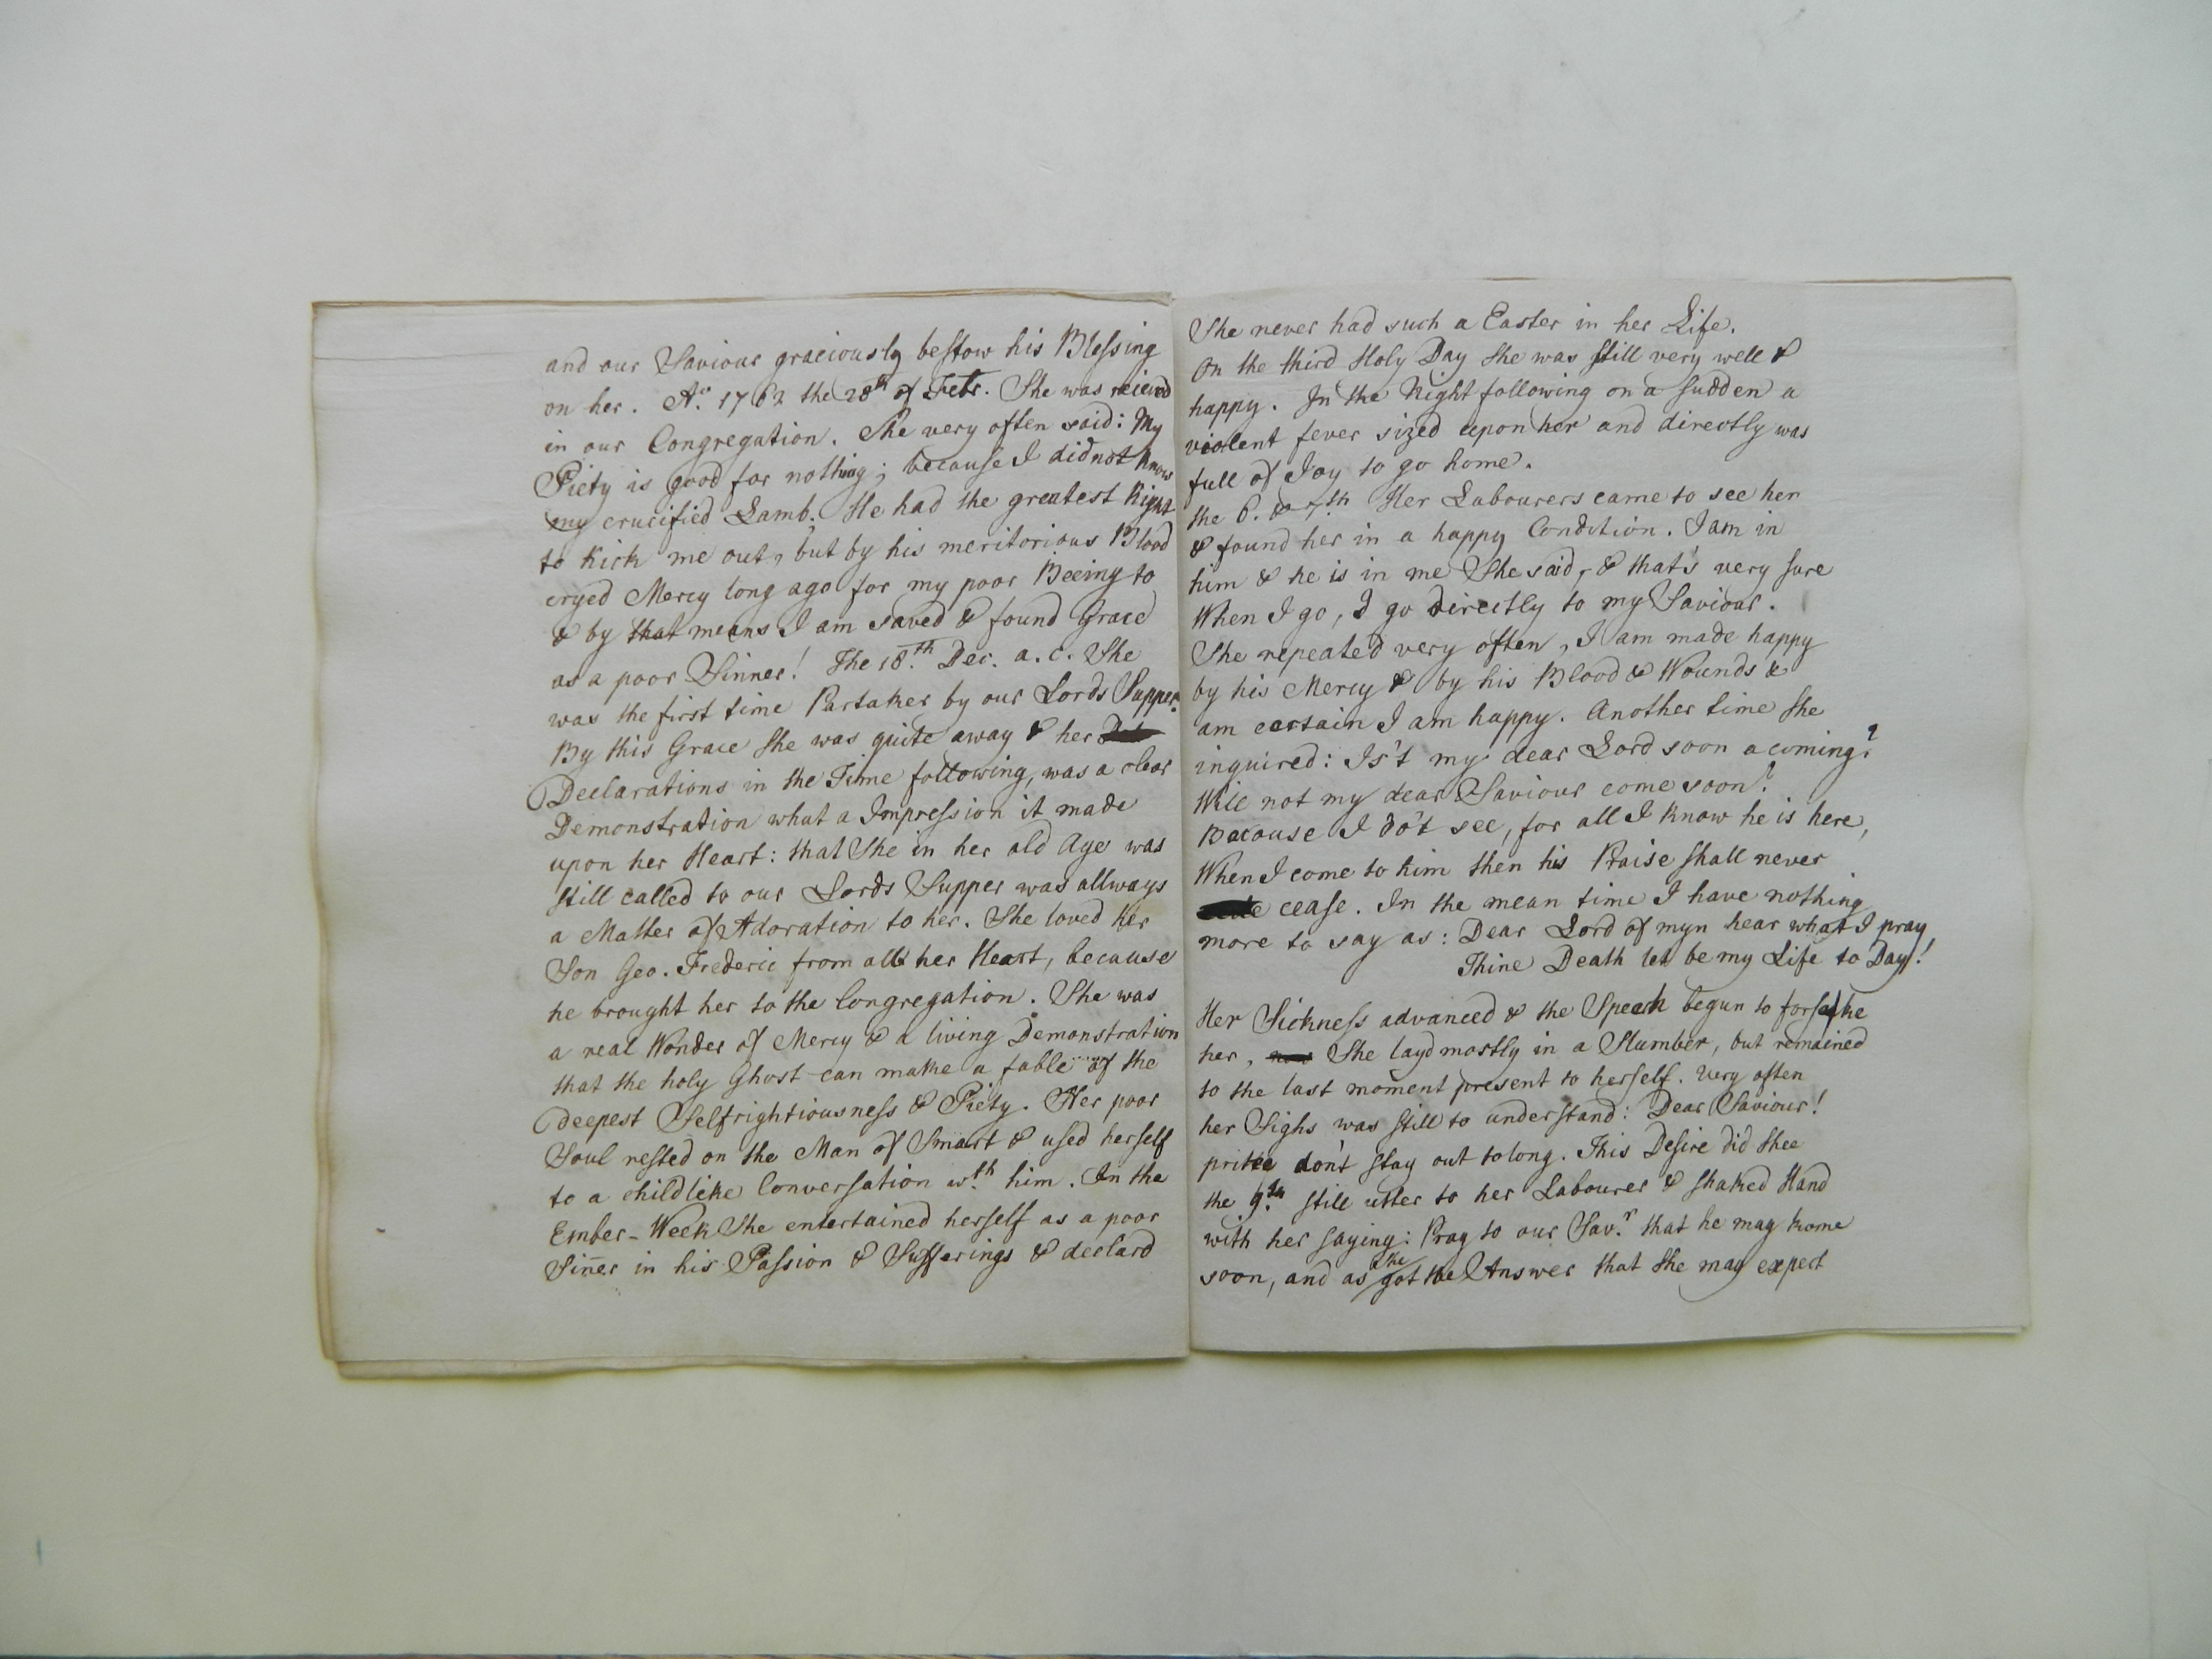 and our Saviour graciously bestow his Blessing
on her. Ao. 1762 the 28th of Febr. She was reieved
in our Congregation. She very often said: My
Piety is good for nothing; because I did not know
my crucified Lamb. He had the greatest Right
to Kick me out, but by his meritorious Blood
cryed Mercy long ago for my poor Beeing to
& by that means I am saved & found Grace
as a poor Sinner! The 18.th Dec. a. c. She
was the first time Partaker by our Lords Supper.
By this Grace She was quite away & her
Declarations in the Time following, was a clear
Demonstration what a Impression it made
upon her Heart: that She in her old Age was
still called to our Lords Supper was allways
a Matter of Adoration to her. She loved her
Son Geo. Frederic from all her Heart, because
he brought her to the Congregation. She was
a real Wonder of Mercy & a living Demonstration
that the holy Ghost can make a fable of the
deepest Selfrightiousness & Piety. Her poor
Soul rested on the Man of Smart & used herself
to a childlike Conversation w.th him. In the
Ember-Week She entertained herself as a poor
Siñer in his Passion & Sufferings & declard
She never had such a Easter in her Life.
On the third Holy Day She was still very well &
happy. In the Night following on a sudden a
violent fever sized upon her and directly was
full of Joy to go home.
the 6. & 7.th Her Labourers came to see her
& found her in a happy Condition. I am in
him & he is in me She said, & that's very sure
When I go, I go directly to my Saviour.
She repeated very often, I am made happy
by his Mercy & by his Blood & Wounds &
am certain I am happy. Another time She
inquired: Is't my dear Lord soon a coming?
Will not my dear Saviour come soon?
Because I do't see, for all I know he is here,
When I come to him then his Praise shall never
cease. In the mean time I have nothing
more to say as: Dear Lord of myn hear what I pray
Thine Death let be my Life to Day!
Her Sickness advanced & the Speech begun to forsake
her, She layd mostly in a Slumber, but remained
to the last moment present to herself. Very often
her Sighs was still to understand: Dear Saviour!
prithee don't stay out to long. This Desire did shee
the 9.th still utter to her Labourer & shaked Hand
with her saying: Pray to our Sav.r that he may kome
soon, and as she got the Answer that She may expect